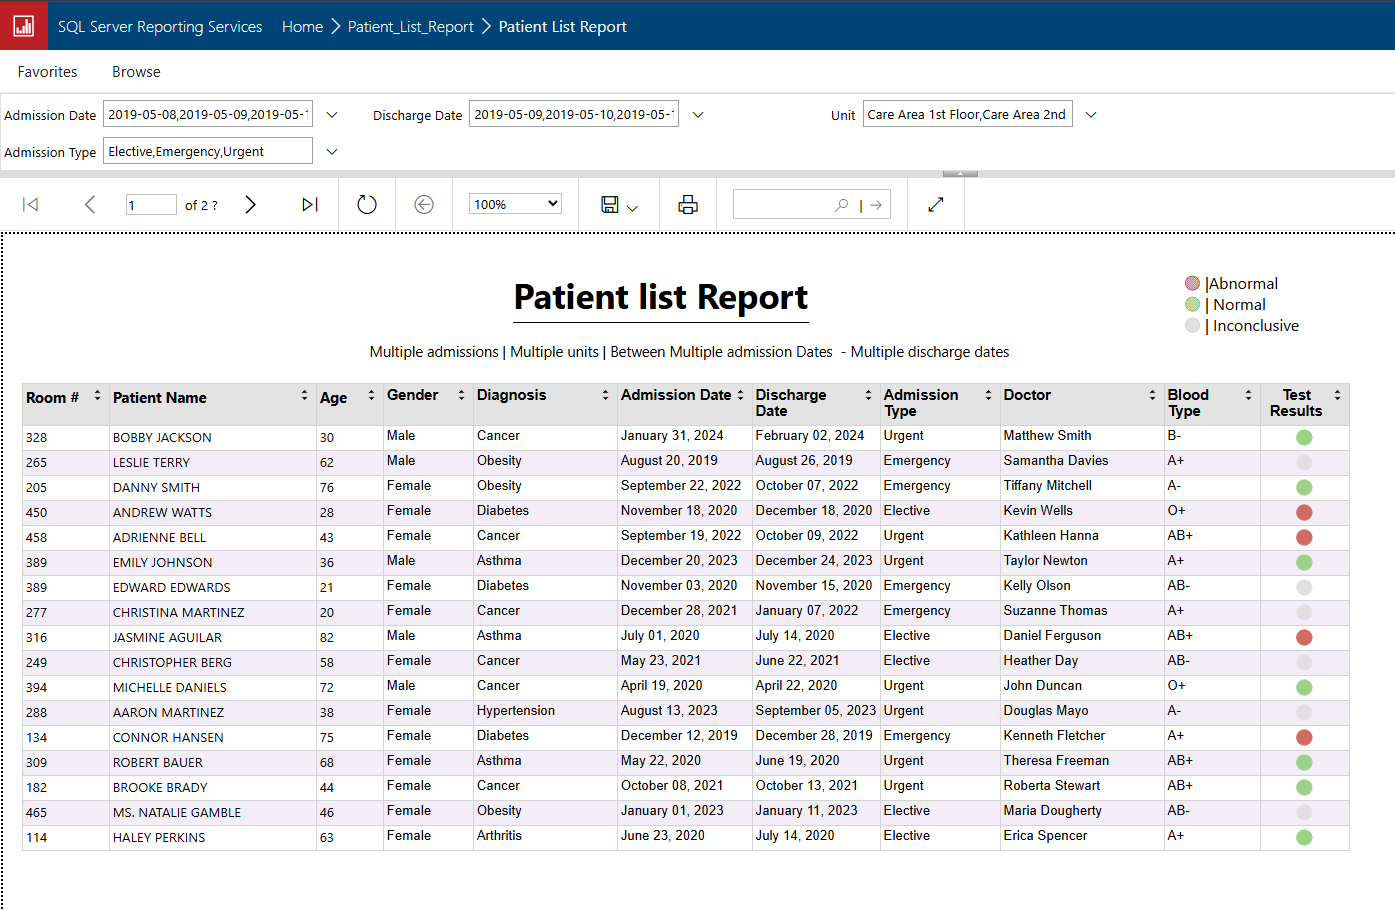 SQL Server Reporting Services Home Patient_List_Report Patient List Report
Favorites Browse
Admission Date 2019-05-08,2019-05-09,2019-05-1 Discharge Date 2019-05-09,2019-05-10,2019-05-1 Unit Care Area 1st Floor,Care Area 2nd
Admission Type Elective,Emergency,Urgent
1 of 2 ? 100%
Patient list Report
|Abnormal
| Normal
| Inconclusive
Multiple admissions | Multiple units | Between Multiple admission Dates - Multiple discharge dates
Room # Patient Name Age Gender Diagnosis Admission Date Discharge Date Admission Type Doctor Blood Type Test Results
328 BOBBY JACKSON 30 Male Cancer January 31, 2024 February 02, 2024 Urgent Matthew Smith B-
265 LESLIE TERRY 62 Male Obesity August 20, 2019 August 26, 2019 Emergency Samantha Davies A+
205 DANNY SMITH 76 Female Obesity September 22, 2022 October 07, 2022 Emergency Tiffany Mitchell A-
450 ANDREW WATTS 28 Female Diabetes November 18, 2020 December 18, 2020 Elective Kevin Wells O+
458 ADRIENNE BELL 43 Female Cancer September 19, 2022 October 09, 2022 Urgent Kathleen Hanna AB+
389 EMILY JOHNSON 36 Male Asthma December 20, 2023 December 24, 2023 Urgent Taylor Newton A+
389 EDWARD EDWARDS 21 Female Diabetes November 03, 2020 November 15, 2020 Emergency Kelly Olson AB-
277 CHRISTINA MARTINEZ 20 Female Cancer December 28, 2021 January 07, 2022 Emergency Suzanne Thomas A+
316 JASMINE AGUILAR 82 Male Asthma July 01, 2020 July 14, 2020 Elective Daniel Ferguson AB+
249 CHRISTOPHER BERG 58 Female Cancer May 23, 2021 June 22, 2021 Elective Heather Day AB-
394 MICHELLE DANIELS 72 Male Cancer April 19, 2020 April 22, 2020 Urgent John Duncan O+
288 AARON MARTINEZ 38 Female Hypertension August 13, 2023 September 05, 2023 Urgent Douglas Mayo A-
134 CONNOR HANSEN 75 Female Diabetes December 12, 2019 December 28, 2019 Emergency Kenneth Fletcher A+
309 ROBERT BAUER 68 Female Asthma May 22, 2020 June 19, 2020 Urgent Theresa Freeman AB+
182 BROOKE BRADY 44 Female Cancer October 08, 2021 October 13, 2021 Urgent Roberta Stewart AB+
465 MS. NATALIE GAMBLE 46 Female Obesity January 01, 2023 January 11, 2023 Elective Maria Dougherty AB-
114 HALEY PERKINS 63 Female Arthritis June 23, 2020 July 14, 2020 Elective Erica Spencer A+